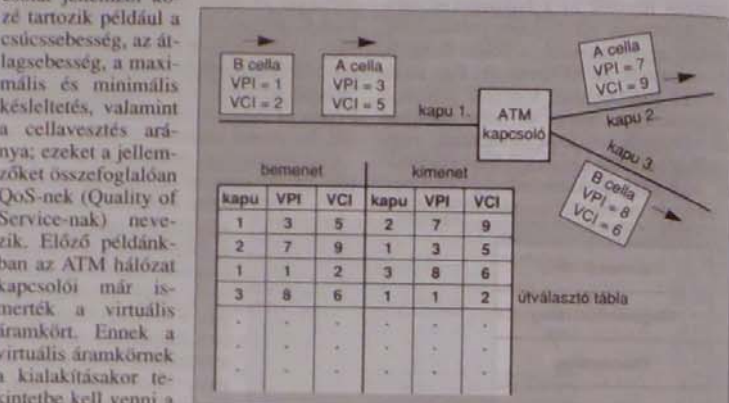 zé tartozik például a
csúcssebesség, az át-
lagsebesség, a maxi-
mális és minimális
késleltetés, valamint
a cellavesztés ará-
nya; ezeket a jellem-
zőket összefoglalóan
QoS-nek (Quality of
Service-nak) neve-
zik. Előző példánk-
ban az ATM hálózat
kapcsolói már is-
merték a virtuális
áramkört. Ennek a
virtuális áramkörnek
a kialakításakor te-
kintetbe kell venni a
B cella
VPI = 1
VCI = 2
A cella
VPI = 3
VCI = 5
kapu 1.
ATM
kapcsoló
A cella
VPI = 7
VCI = 9
kapu 2.
kapu 3.
B cella
VPI = 8
VCI = 6
bemenet kimenet
kapu VPI VCI kapu VPI VCI
1 3 5 2 7 9
2 7 9 1 3 5
1 1 2 3 8 6
3 8 6 1 1 2 útválasztó tábla
. . . . . .
. . . . . .
. . . . . .